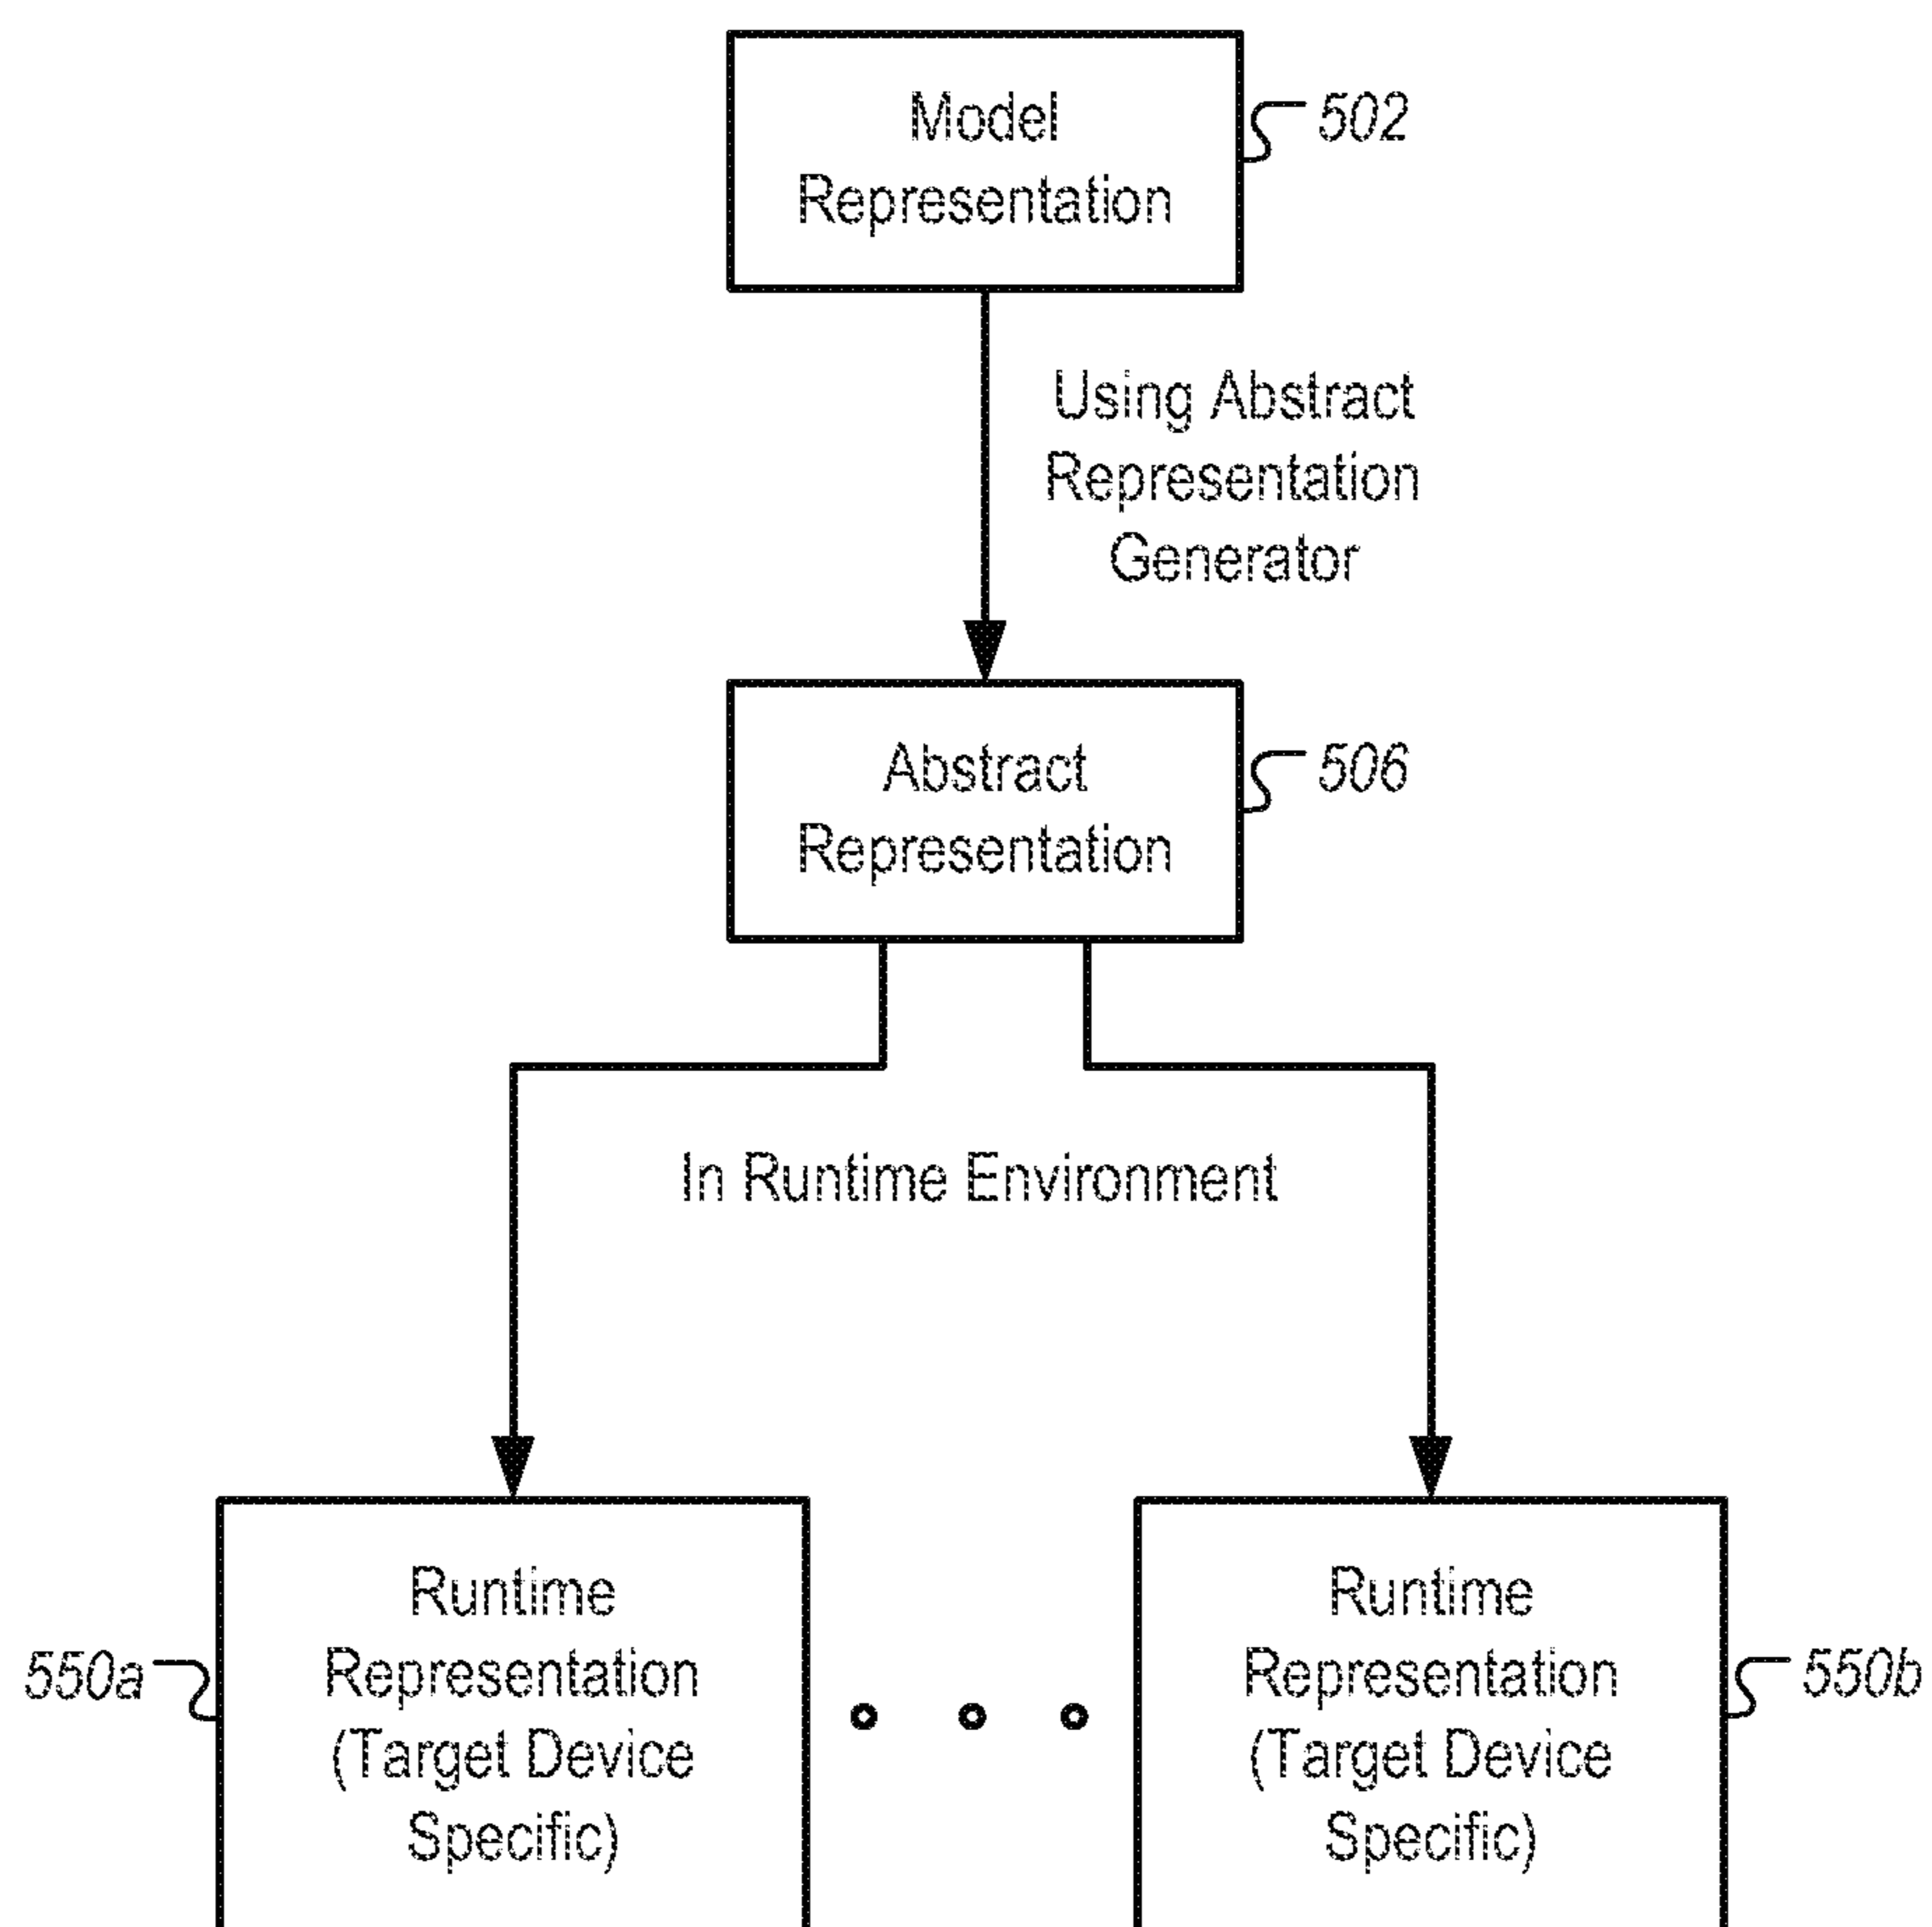 Model
Representation
502
Using Abstract
Representation
Generator
Abstract
Representation
506
In Runtime Environment
Runtime
Representation
(Target Device
Specific)
550a
Runtime
Representation
(Target Device
Specific)
550b